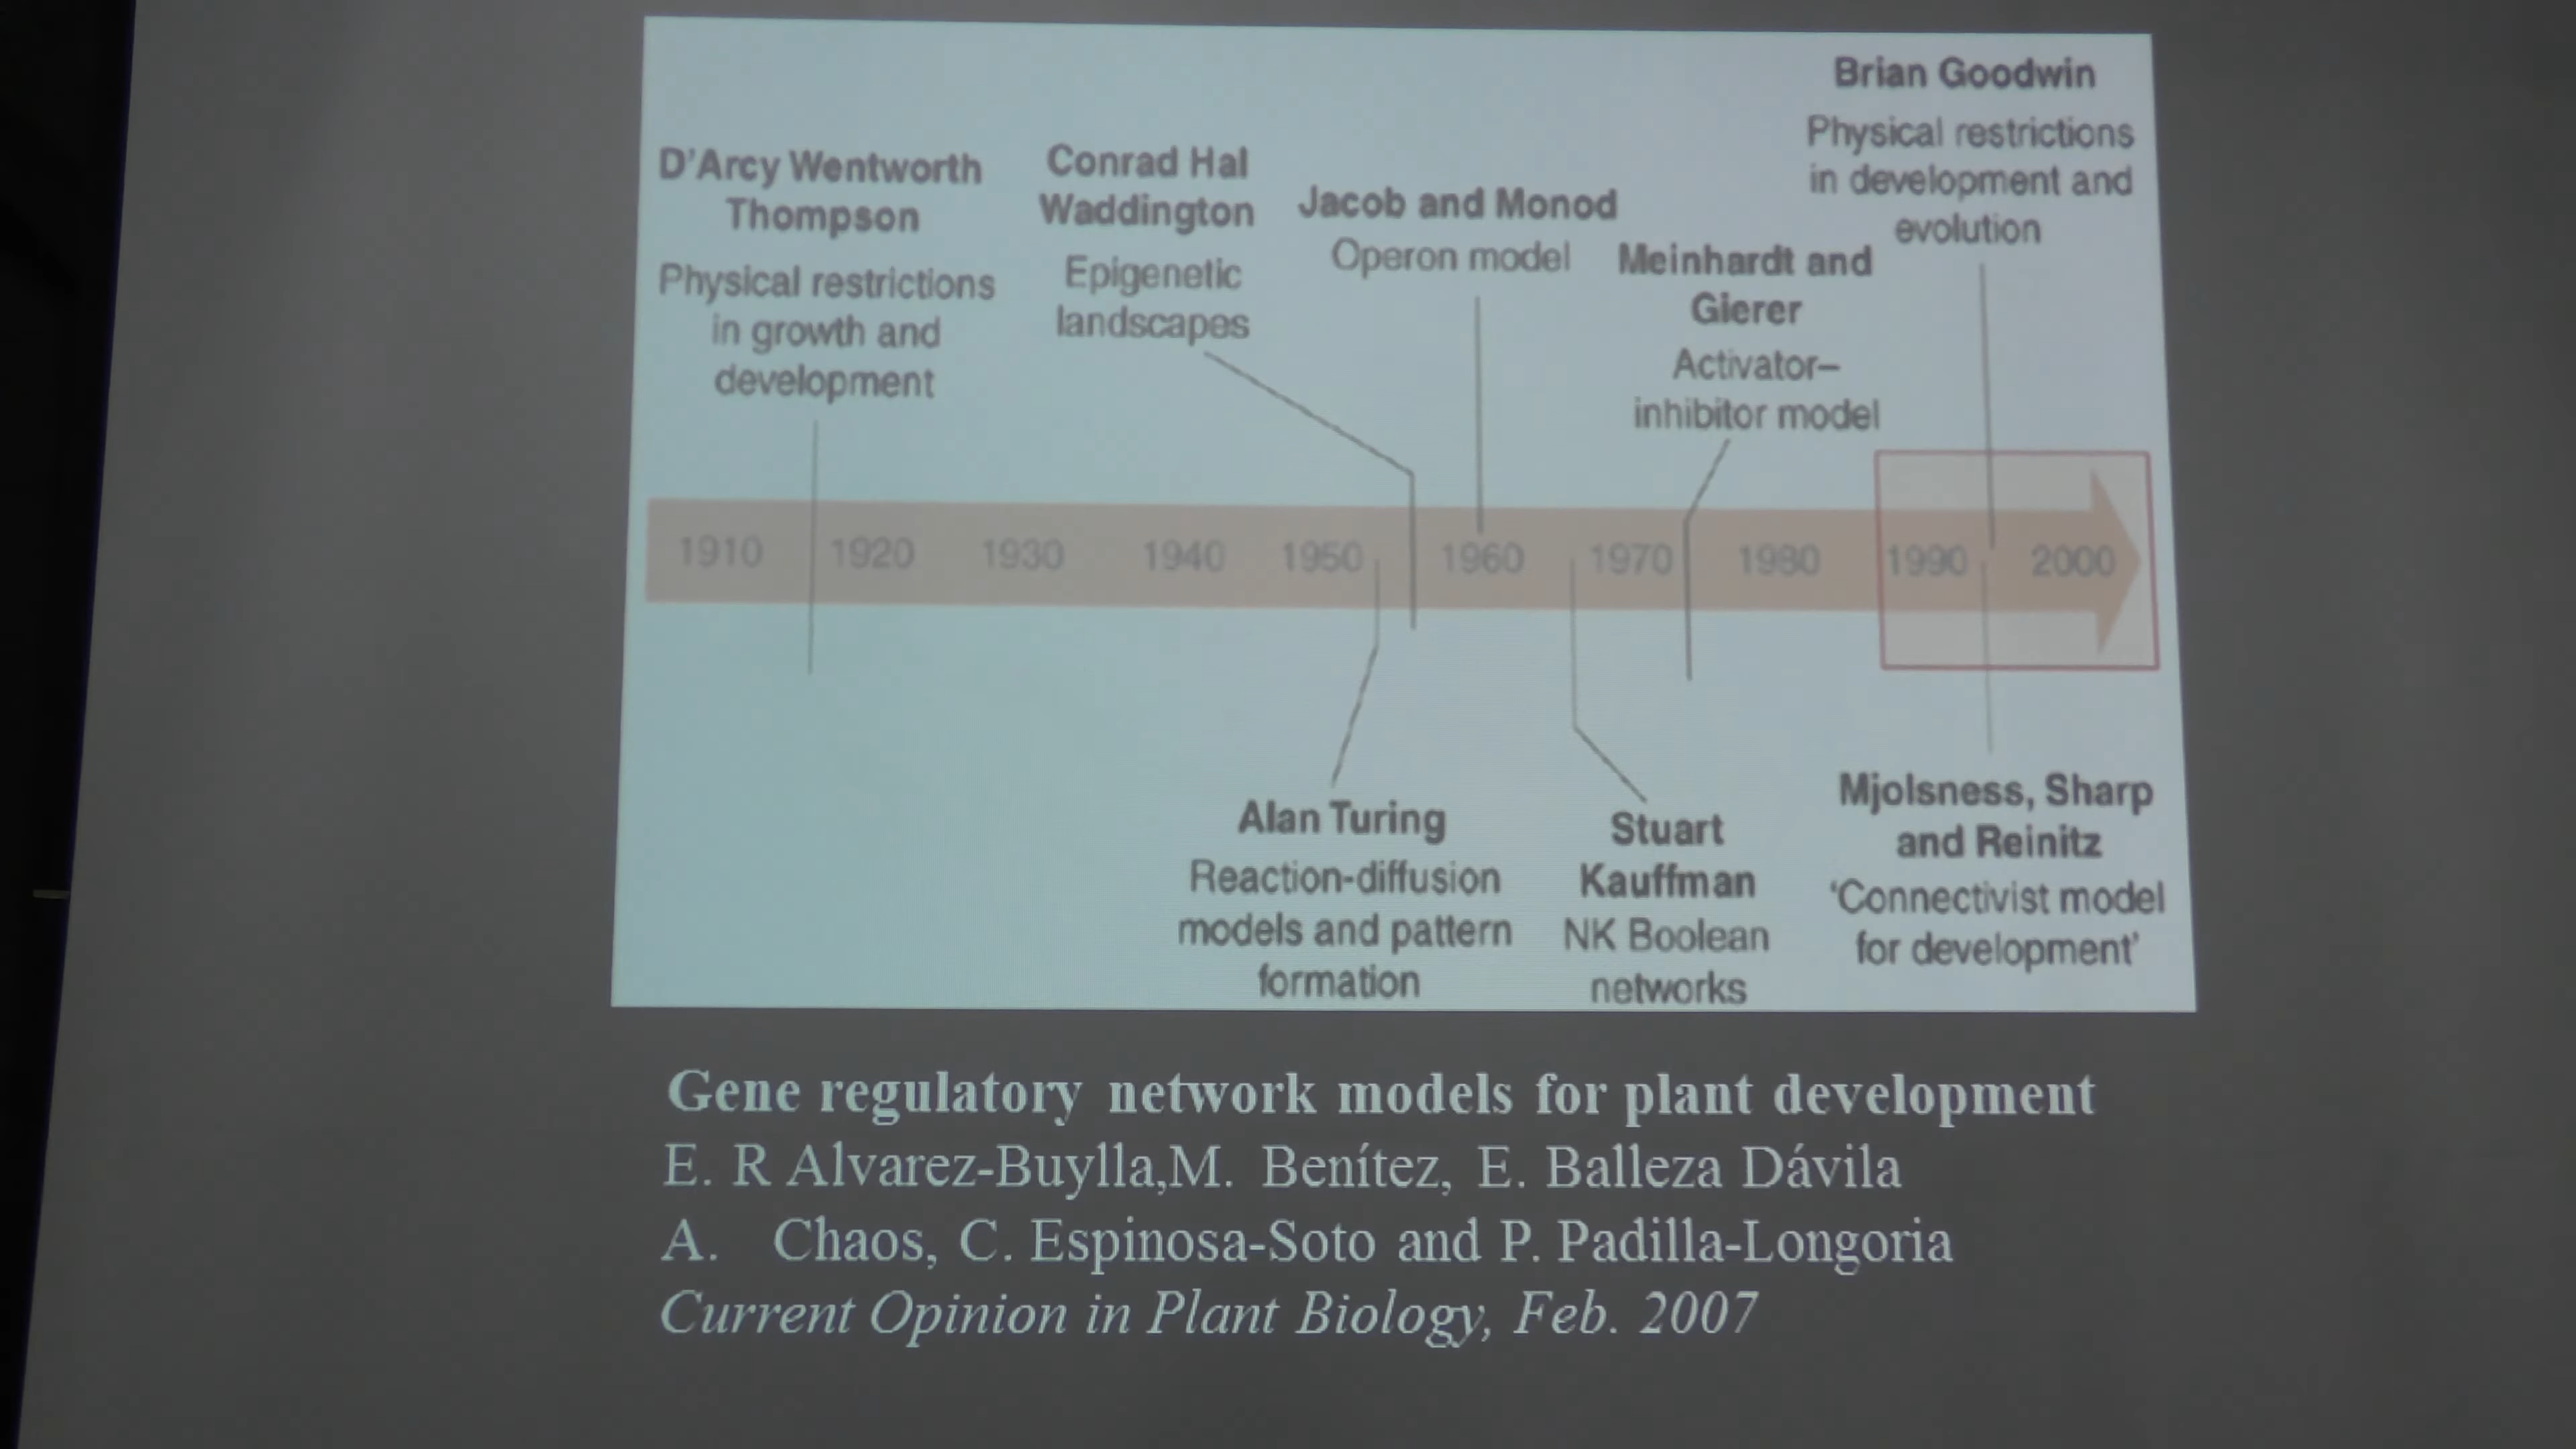 D'Arcy Wentworth
Thompson
Physical restrictions
in growth and
development
Conrad Hal
Waddington
Epigenetic
landscapes
Jacob and Monod
Operon model
Meinhardt and
Gierer
Activator–
inhibitor model
Brian Goodwin
Physical restrictions
in development and
evolution
1910 1920 1930 1940 1950 1960 1970 1980 1990 2000
Alan Turing
Reaction-diffusion
models and pattern
formation
Stuart
Kauffman
NK Boolean
networks
Mjolsness, Sharp
and Reinitz
'Connectivist model
for development'
Gene regulatory network models for plant development
E. R Alvarez-Buylla,M. Benítez, E. Balleza Dávila
A. Chaos, C. Espinosa-Soto and P. Padilla-Longoria
Current Opinion in Plant Biology, Feb. 2007